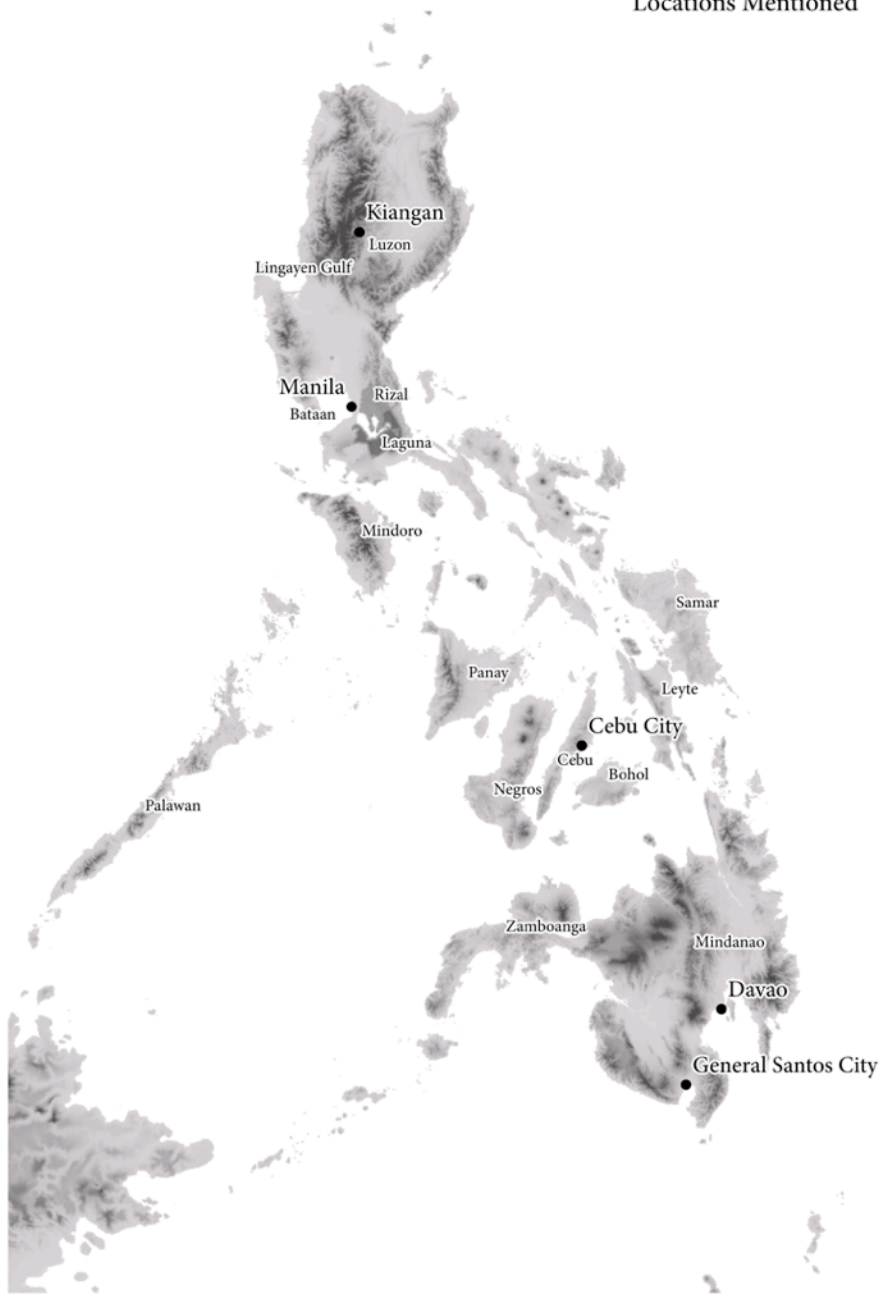 Locations Mentioned
Kiangan
Luzon
Lingayen Gulf
Manila
Rizal
Bataan
Laguna
Mindoro
Samar
Panay
Leyte
Cebu City
Cebu
Bohol
Negros
Palawan
Zamboanga
Mindanao
Davao
General Santos City